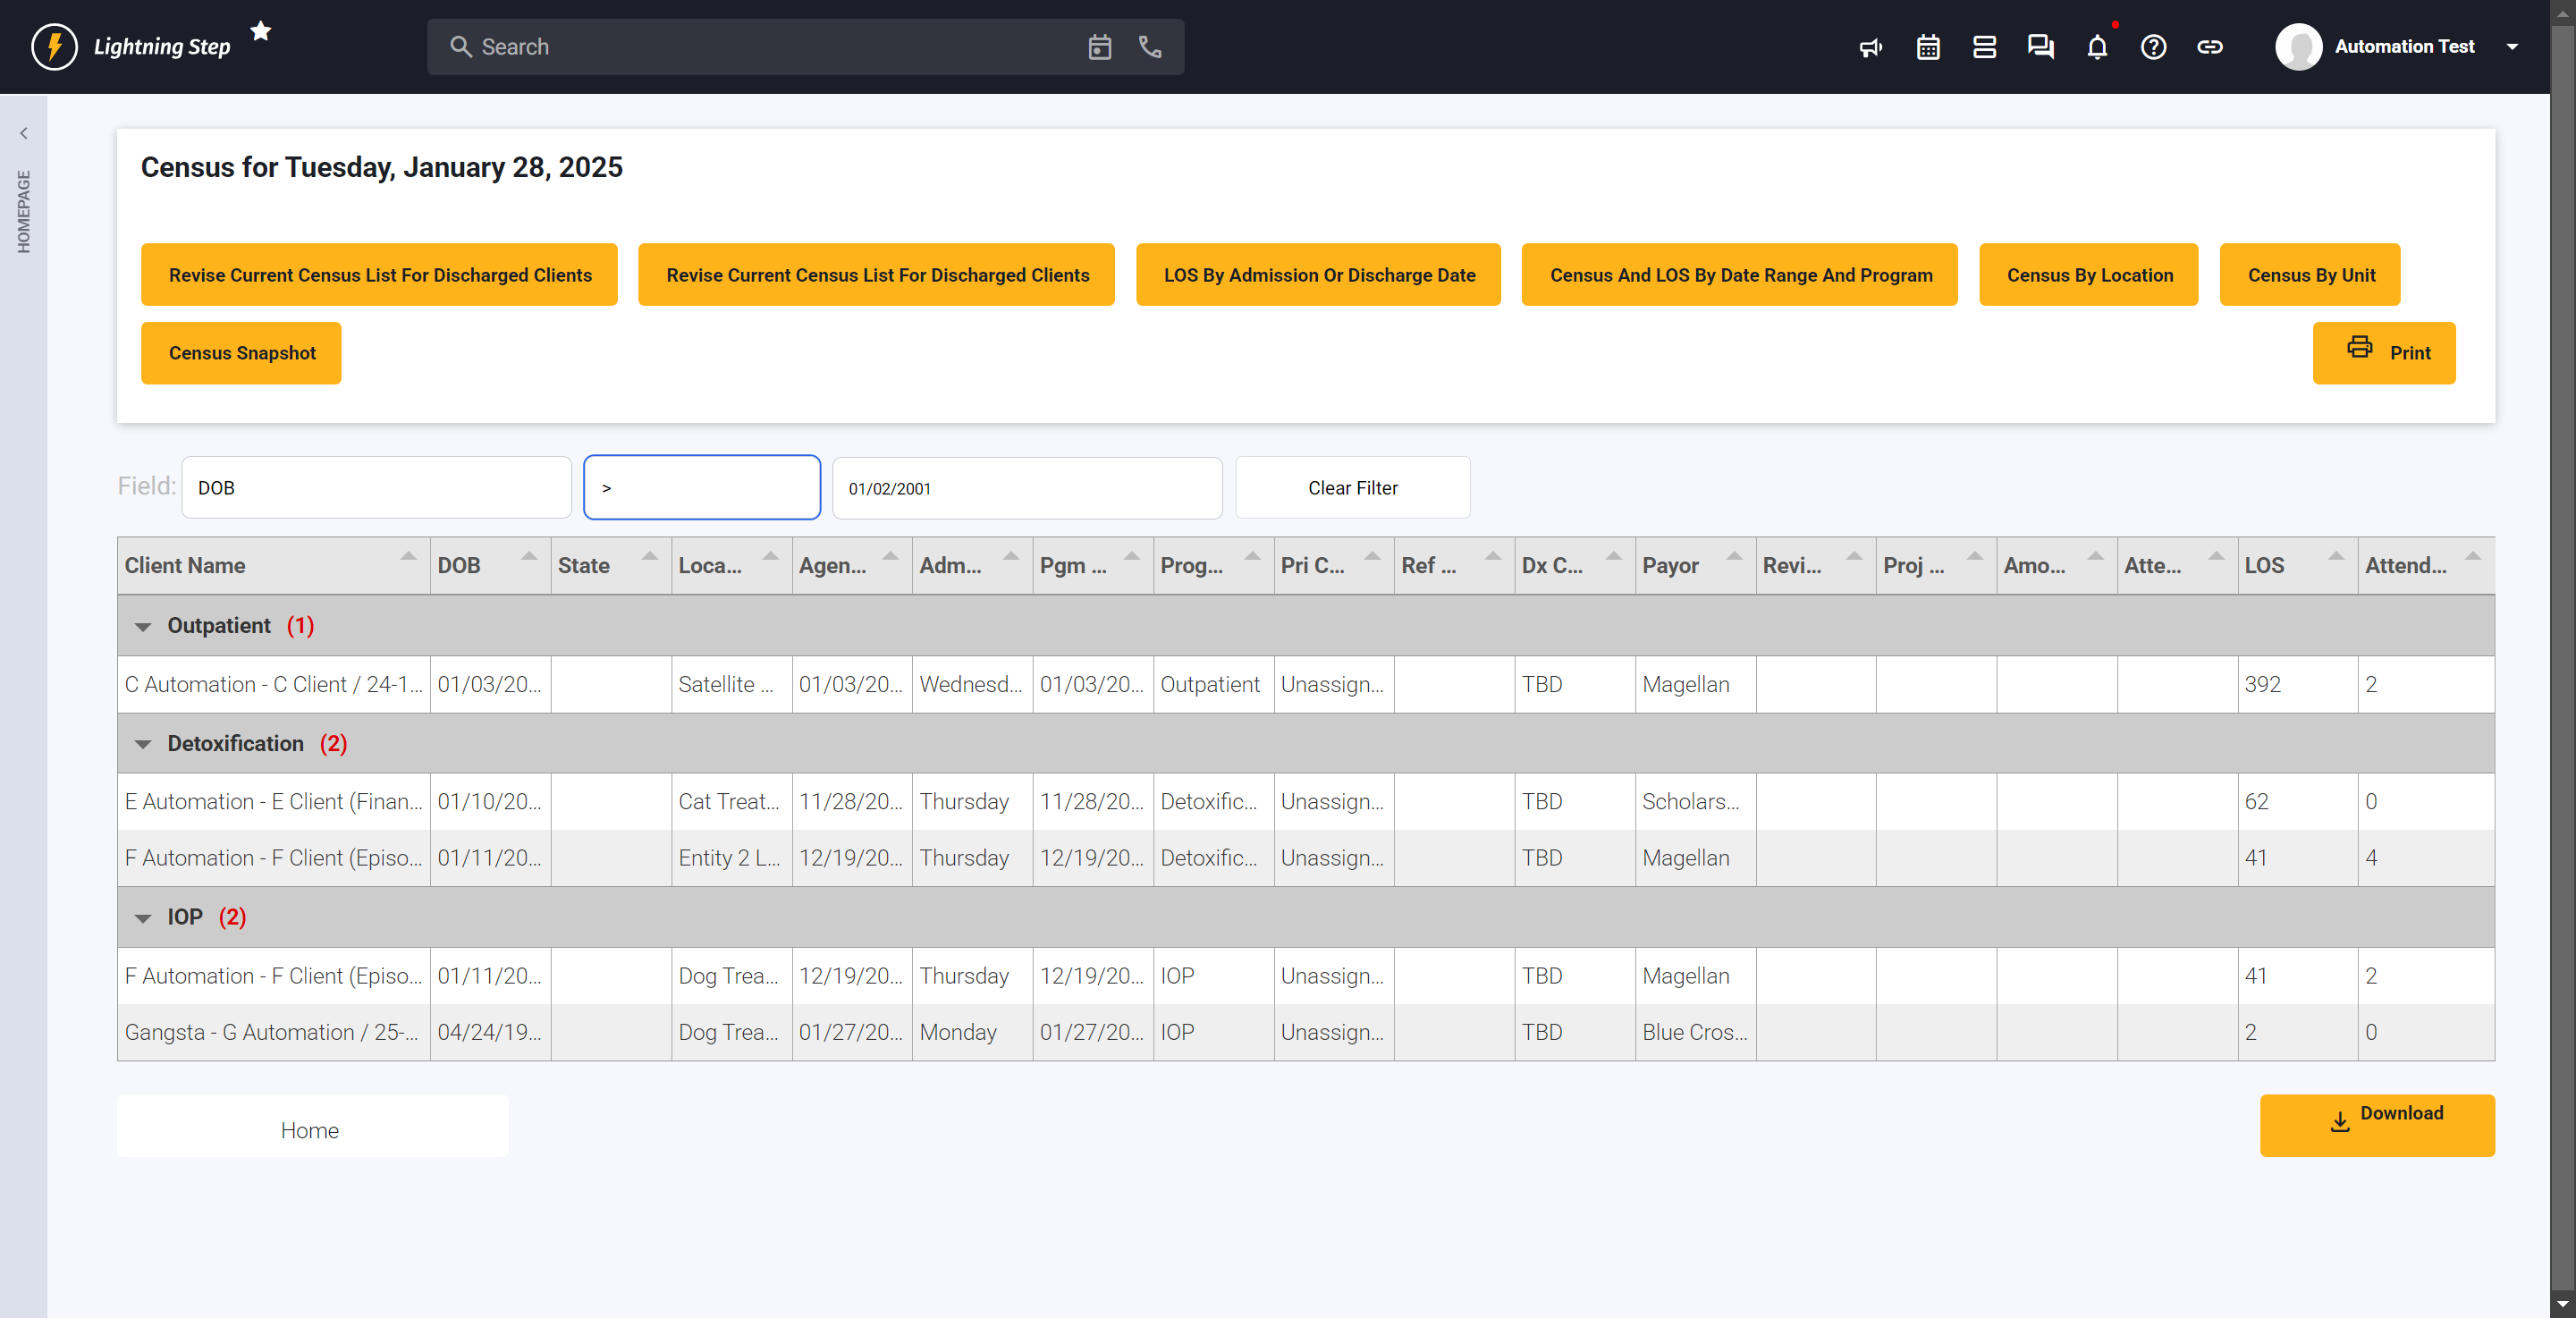 Lightning Step
Search
Automation Test
HOMEPAGE
Census for Tuesday, January 28, 2025
Revise Current Census List For Discharged Clients
Revise Current Census List For Discharged Clients
LOS By Admission Or Discharge Date
Census And LOS By Date Range And Program
Census By Location
Census By Unit
Census Snapshot
Print
Field: DOB > 01/02/2001 Clear Filter
Client Name DOB State Loca... Agen... Adm... Pgm ... Prog... Pri C... Ref ... Dx C... Payor Revi... Proj ... Amo... Atte... LOS Attend...
Outpatient (1)
C Automation - C Client / 24-1... 01/03/20... Satellite ... 01/03/20... Wednesd... 01/03/20... Outpatient Unassign... TBD Magellan 392 2
Detoxification (2)
E Automation - E Client (Finan... 01/10/20... Cat Treat... 11/28/20... Thursday 11/28/20... Detoxific... Unassign... TBD Scholars... 62 0
F Automation - F Client (Episo... 01/11/20... Entity 2 L... 12/19/20... Thursday 12/19/20... Detoxific... Unassign... TBD Magellan 41 4
IOP (2)
F Automation - F Client (Episo... 01/11/20... Dog Trea... 12/19/20... Thursday 12/19/20... IOP Unassign... TBD Magellan 41 2
Gangsta - G Automation / 25-... 04/24/19... Dog Trea... 01/27/20... Monday 01/27/20... IOP Unassign... TBD Blue Cros... 2 0
Home
Download